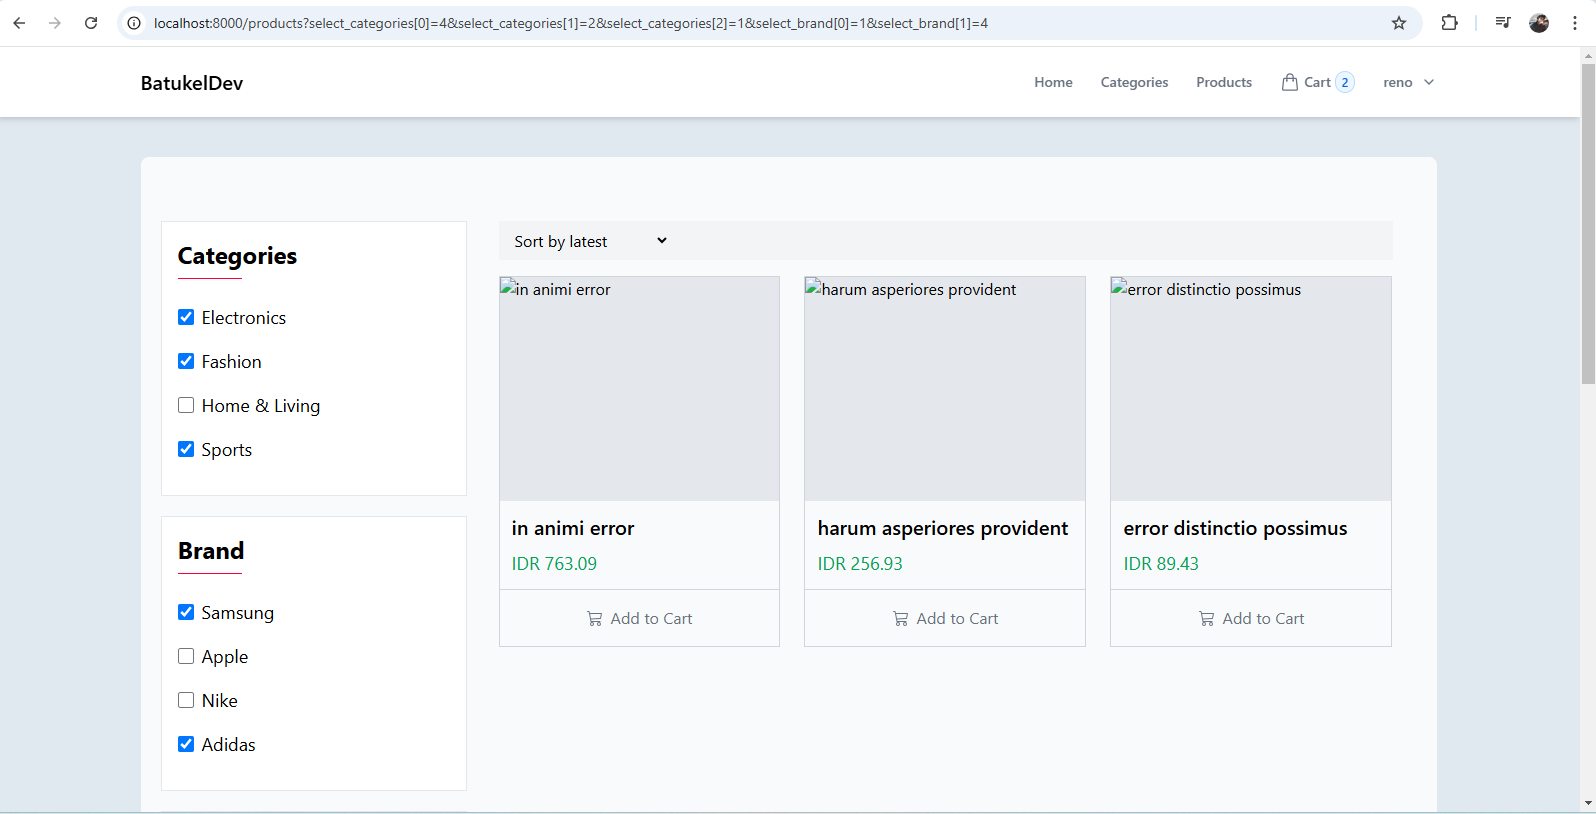 localhost:8000/products?select_categories[0]=4&select_categories[1]=2&select_categories[2]=1&select_brand[0]=1&select_brand[1]=4
BatukelDev
Home Categories Products Cart 2 reno
Categories
Electronics
Fashion
Home & Living
Sports
Brand
Samsung
Apple
Nike
Adidas
Sort by latest
in animi error
harum asperiores provident
error distinctio possimus
in animi error
IDR 763.09
Add to Cart
harum asperiores provident
IDR 256.93
Add to Cart
error distinctio possimus
IDR 89.43
Add to Cart